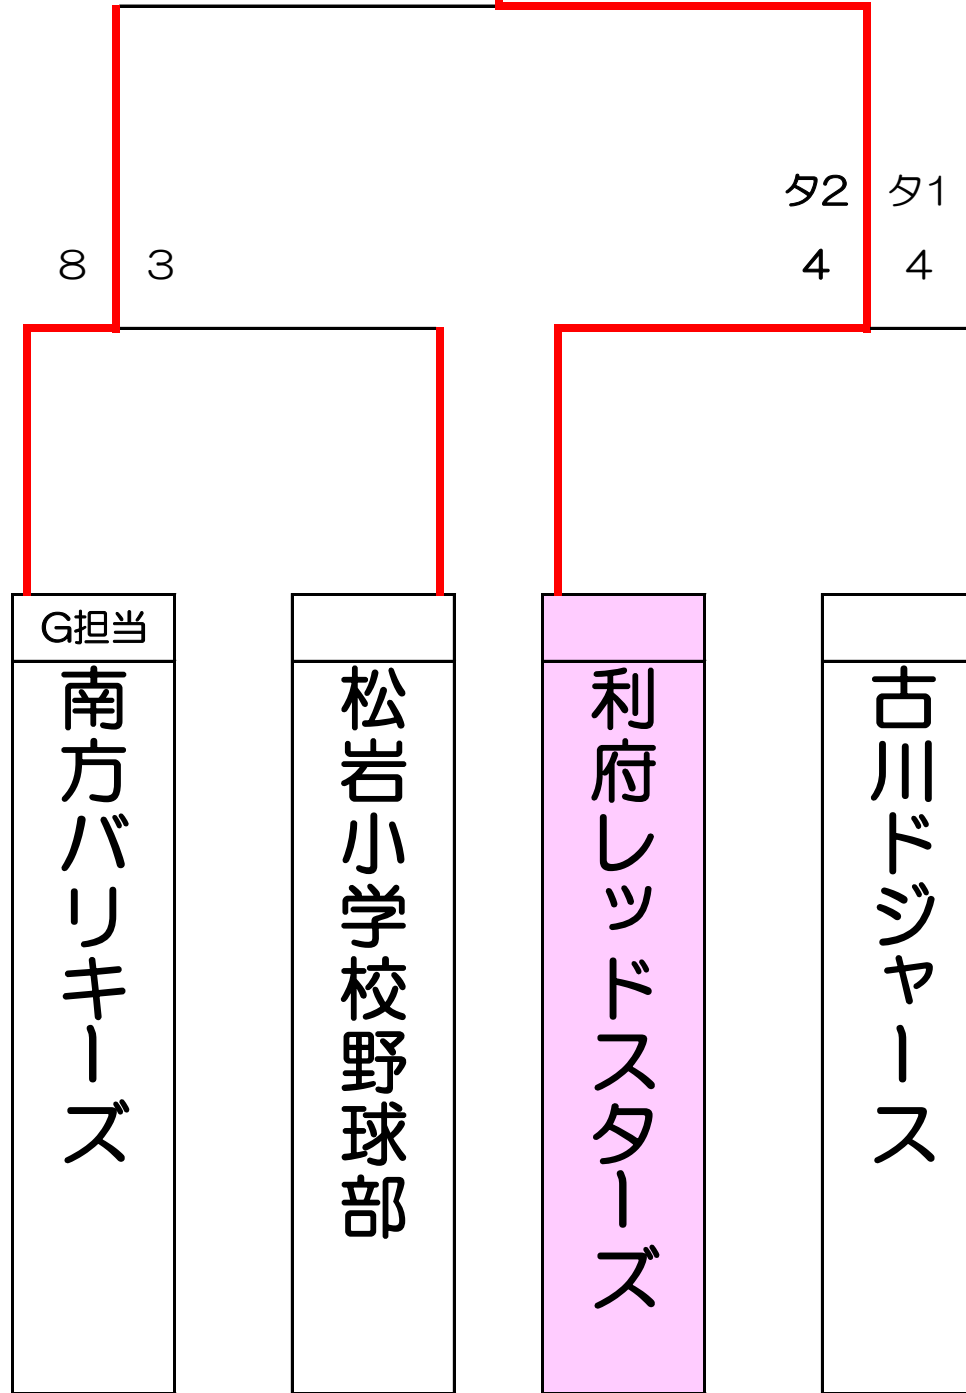 タ2 タ1
8 3 4 4
G担当
南方バリキーズ
松岩小学校野球部
利府レッドスターズ
古川ドジャース